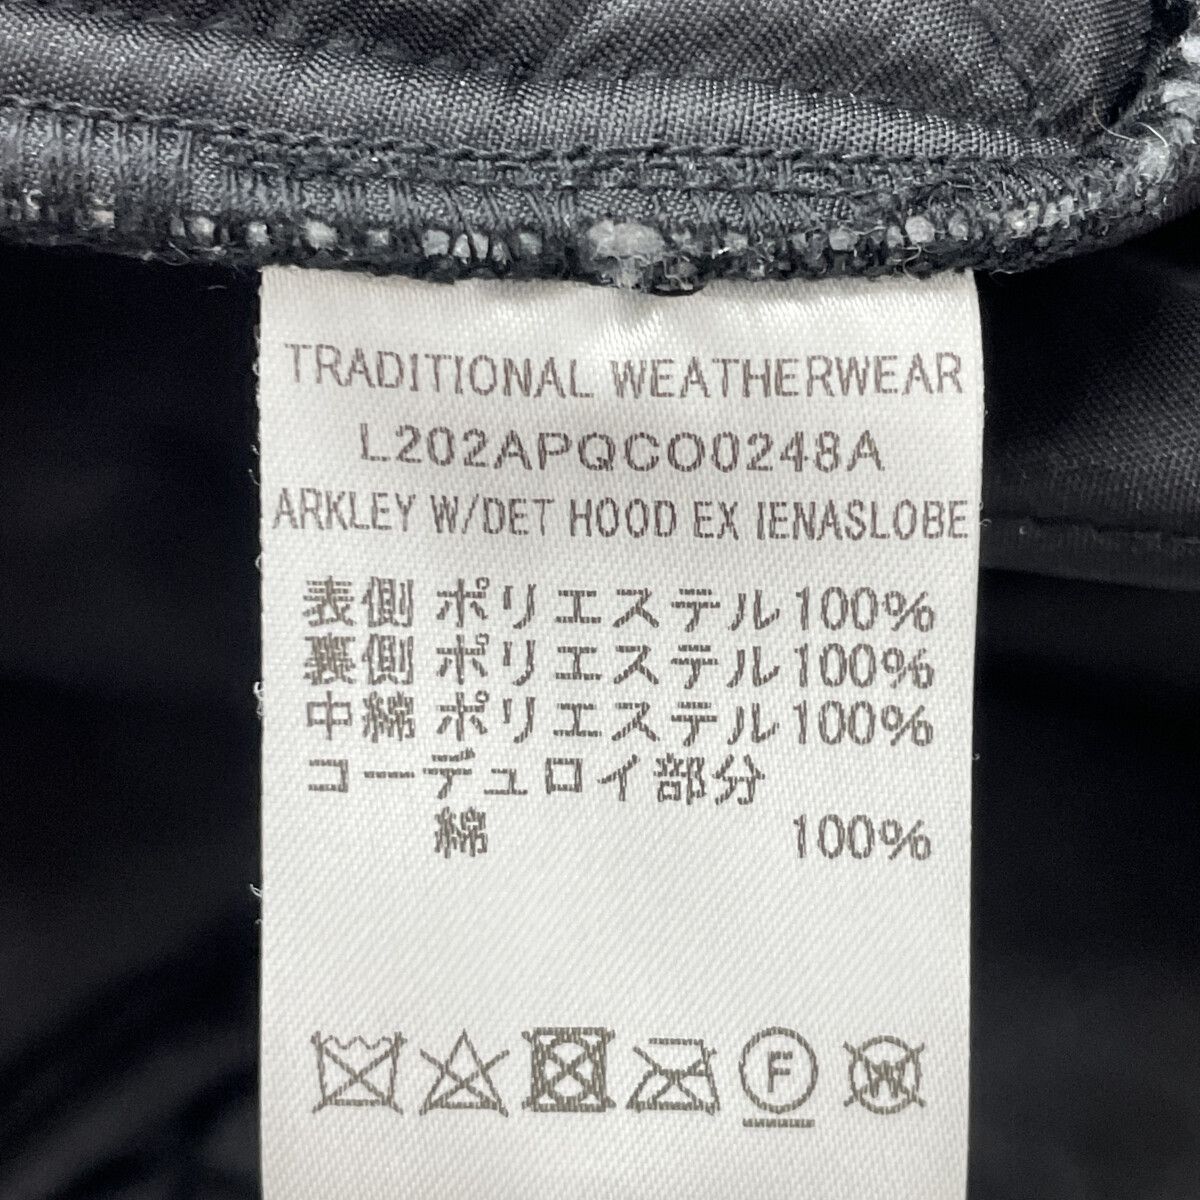 TRADITIONAL WEATHERWEAR
L202APQCO0248A
ARKLEY W/DET HOOD EX IENASLOBE
表側 ポリエステル100%
裏側 ポリエステル100%
中綿 ポリエステル100%
コーデュロイ部分
綿 100%
F W